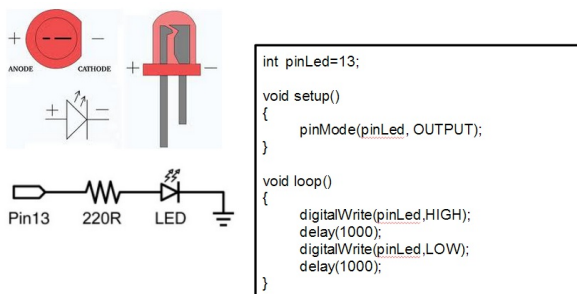 + −
ANODE CATHODE
+ −
+ −
Pin13 220R LED
int pinLed=13;
void setup()
{
pinMode(pinLed, OUTPUT);
}
void loop()
{
digitalWrite(pinLed,HIGH);
delay(1000);
digitalWrite(pinLed,LOW);
delay(1000);
}